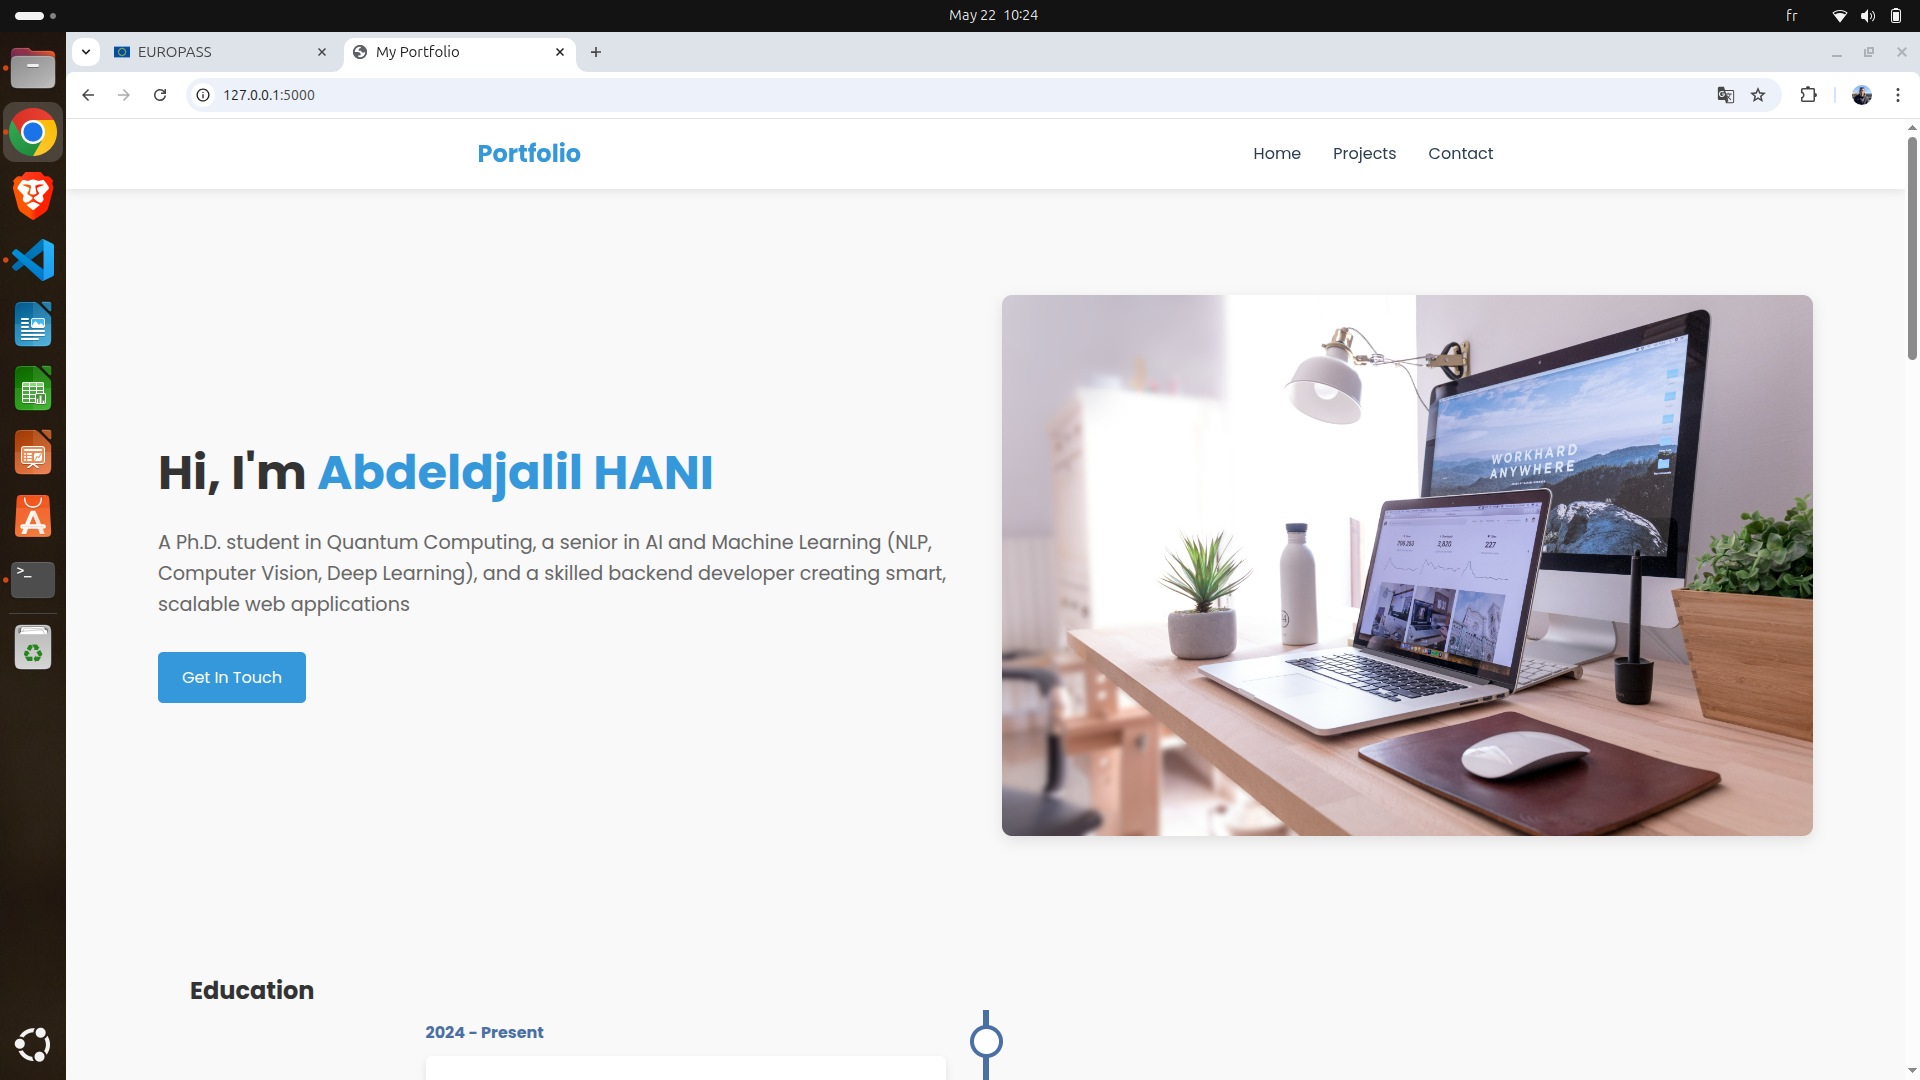 May 22 10:24
fr
EUROPASS
My Portfolio
127.0.0.1:5000
Portfolio
Home
Projects
Contact
Hi, I'm Abdeldjalil HANI
A Ph.D. student in Quantum Computing, a senior in AI and Machine Learning (NLP,
Computer Vision, Deep Learning), and a skilled backend developer creating smart,
scalable web applications
Get In Touch
WORKHARD
ANYWHERE
Education
2024 - Present